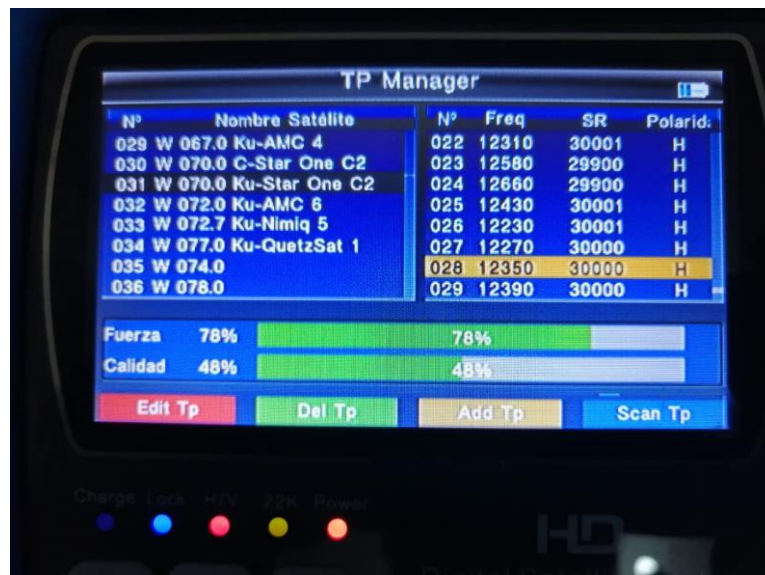 TP Manager
Nº Nombre Satélite
029 W 067.0 Ku-AMC 4
030 W 070.0 C-Star One C2
031 W 070.0 Ku-Star One C2
032 W 072.0 Ku-AMC 6
033 W 072.7 Ku-Nimiq 5
034 W 077.0 Ku-QuetzSat 1
035 W 074.0
036 W 078.0
Nº Freq SR Polarid:
022 12310 30001 H
023 12580 29900 H
024 12660 29900 H
025 12430 30001 H
026 12230 30001 H
027 12270 30000 H
028 12350 30000 H
029 12390 30000 H
Fuerza 78% 78%
Calidad 48% 48%
Edit Tp Del Tp Add Tp Scan Tp
Charge Lock H/V 22K Power
HD